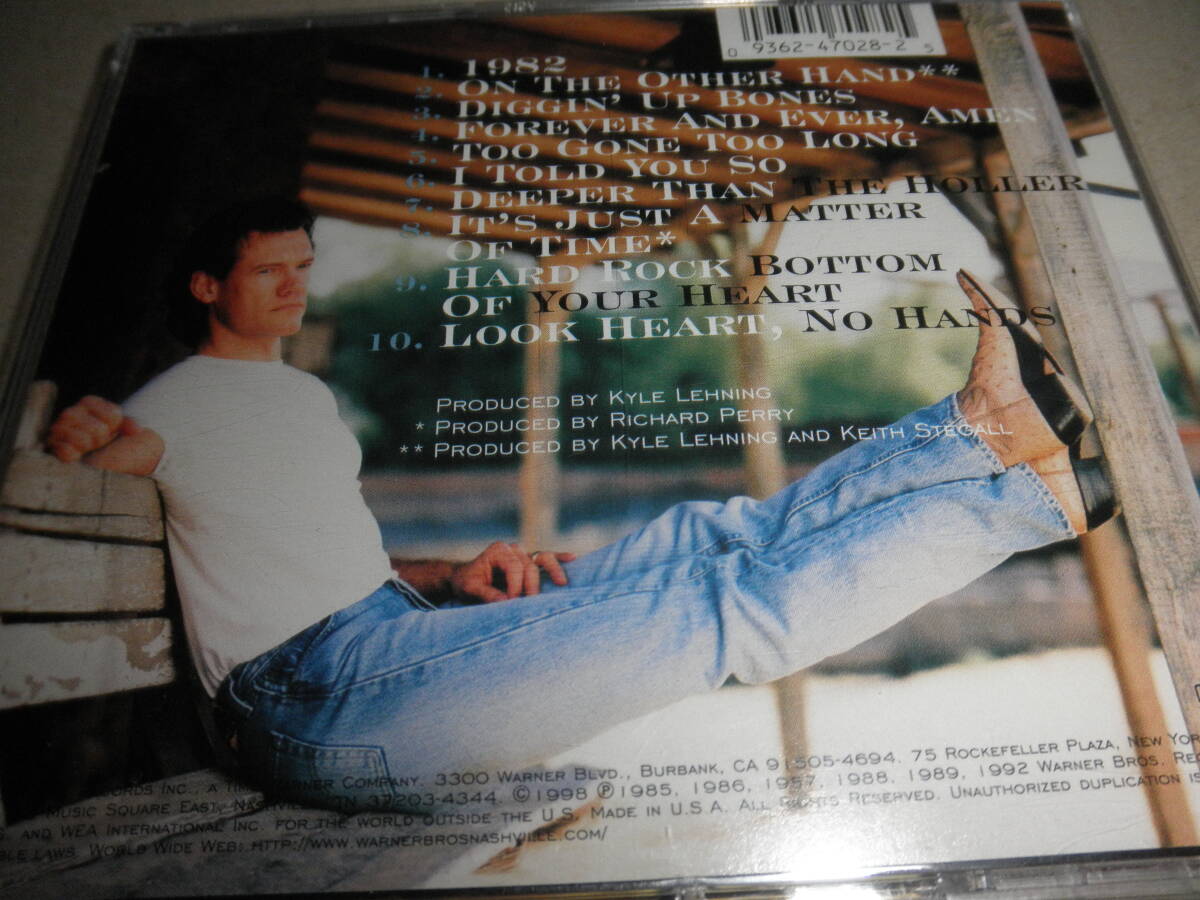 0 9362-47028-2 5
1. 1982
2. ON THE OTHER HAND**
3. DIGGIN' UP BONES
4. FOREVER AND EVER, AMEN
5. TOO GONE TOO LONG
6. I TOLD YOU SO
7. DEEPER THAN THE HOLLER
8. IT'S JUST A MATTER
OF TIME*
9. HARD ROCK BOTTOM
OF YOUR HEART
10. LOOK HEART, NO HANDS
PRODUCED BY KYLE LEHNING
* PRODUCED BY RICHARD PERRY
** PRODUCED BY KYLE LEHNING AND KEITH STEGALL
INC., A WARNER COMPANY. 3300 WARNER BLVD., BURBANK, CA 91505-4694. 75 ROCKEFELLER PLAZA, NEW YOR
MUSIC SQUARE EAST, NASHVILLE, TN 37203-4344. ©1998 ℗1985, 1986, 1987, 1988, 1989, 1992 WARNER BROS. RE
AND WEA INTERNATIONAL INC. FOR THE WORLD OUTSIDE THE U.S. MADE IN U.S.A. ALL RIGHTS RESERVED. UNAUTHORIZED DUPLICATION IS
LAWS. WORLD WIDE WEB: HTTP://WWW.WARNERBROSNASHVILLE.COM/